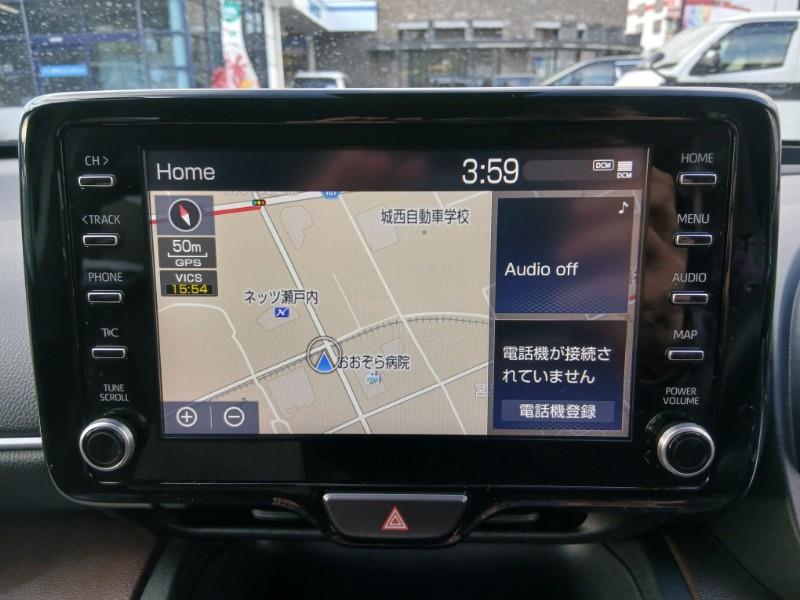 CH >
< TRACK
PHONE
T&C
TUNE
SCROLL
Home
3:59
DCM
DCM
50m
GPS
VICS
15:54
城西自動車学校
ネッツ瀬戸内
おおぞら病院
Audio off
電話機が接続さ
れていません
電話機登録
HOME
MENU
AUDIO
MAP
POWER
VOLUME